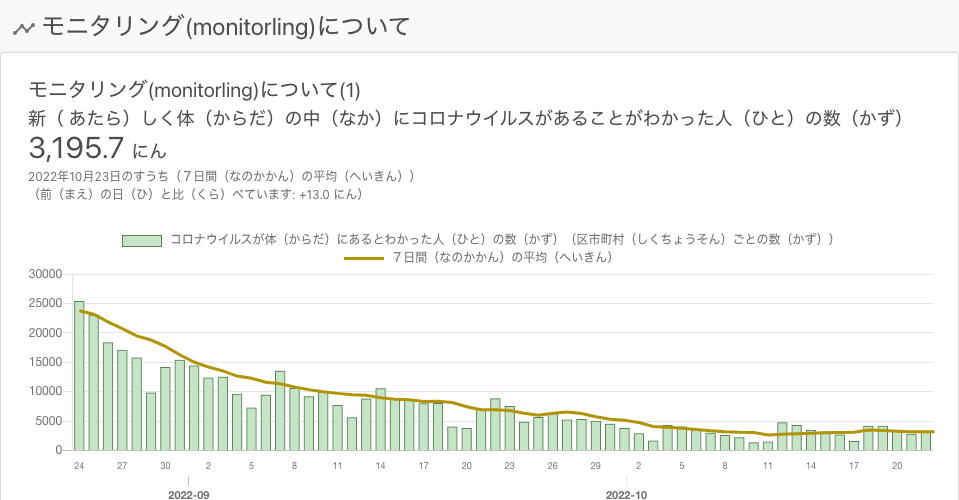 モニタリング(monitorling)について
モニタリング(monitorling)について(1)
新（ あたら）しく体（からだ）の中（なか）にコロナウイルスがあることがわかった人（ひと）の数（かず）
3,195.7 にん
2022年10月23日のすうち（７日間（なのかかん）の平均（へいきん））
（前（まえ）の日（ひ）と比（くら）べています: +13.0 にん）
コロナウイルスが体（からだ）にあるとわかった人（ひと）の数（かず）（区市町村（しくちょうそん）ごとの数（かず））
７日間（なのかかん）の平均（へいきん）
30000
25000
20000
15000
10000
5000
0
24 27 30 2 5 8 11 14 17 20 23 26 29 2 5 8 11 14 17 20
2022-09 2022-10